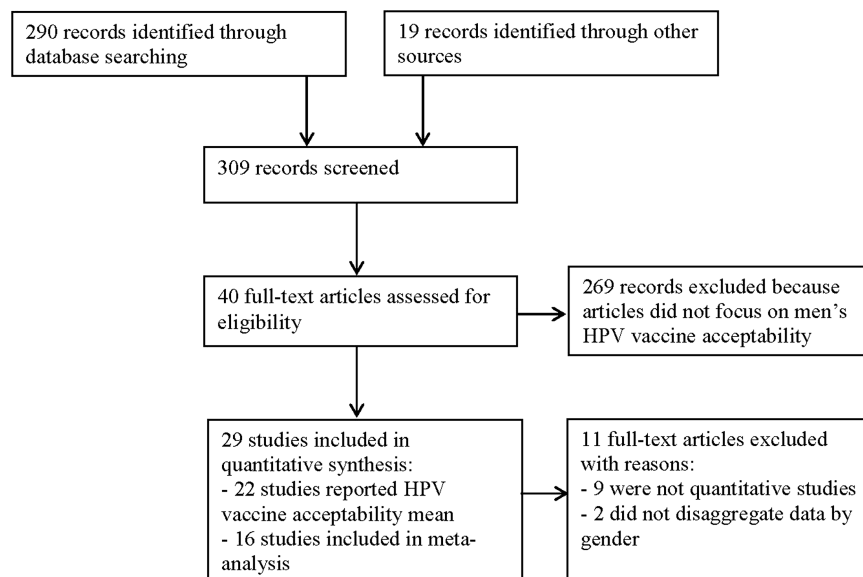 290 records identified through
database searching
19 records identified through other
sources
309 records screened
40 full-text articles assessed for
eligibility
269 records excluded because
articles did not focus on men’s
HPV vaccine acceptability
29 studies included in
quantitative synthesis:
- 22 studies reported HPV
vaccine acceptability mean
- 16 studies included in meta-
analysis
11 full-text articles excluded
with reasons:
- 9 were not quantitative studies
- 2 did not disaggregate data by
gender